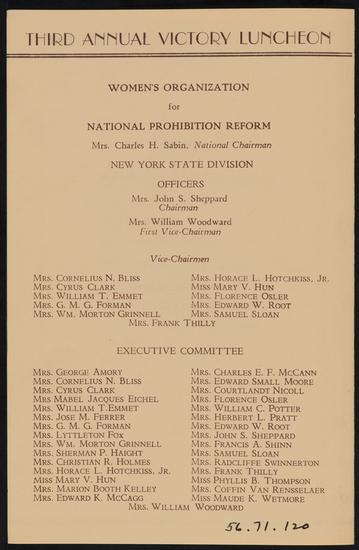 THIRD ANNUAL VICTORY LUNCHEON
WOMEN'S ORGANIZATION
for
NATIONAL PROHIBITION REFORM
Mrs. Charles H. Sabin, National Chairman
NEW YORK STATE DIVISION
OFFICERS
Mrs. John S. Sheppard
Chairman
Mrs. William Woodward
First Vice-Chairman
Vice-Chairmen
Mrs. Cornelius N. Bliss
Mrs. Cyrus Clark
Mrs. William T. Emmet
Mrs. G. M. G. Forman
Mrs. Wm. Morton Grinnell
Mrs. Horace L. Hotchkiss, Jr.
Miss Mary V. Hun
Mrs. Florence Osler
Mrs. Edward W. Root
Mrs. Samuel Sloan
Mrs. Frank Thilly
EXECUTIVE COMMITTEE
Mrs. George Amory
Mrs. Cornelius N. Bliss
Mrs. Cyrus Clark
Mrs Mabel Jacques Eichel
Mrs. William T. Emmet
Mrs. Jose M. Ferrer
Mrs. G. M. G. Forman
Mrs. Lyttleton Fox
Mrs. Wm. Morton Grinnell
Mrs. Sherman P. Haight
Mrs. Christian R. Holmes
Mrs. Horace L. Hotchkiss, Jr.
Miss Mary V. Hun
Mrs. Marion Booth Kelley
Mrs. Edward K. McCagg
Mrs. Charles E. F. McCann
Mrs. Edward Small Moore
Mrs. Courtlandt Nicoll
Mrs. Florence Osler
Mrs. William C. Potter
Mrs. Herbert L. Pratt
Mrs. Edward W. Root
Mrs. John S. Sheppard
Mrs. Francis A. Shinn
Mrs. Samuel Sloan
Mrs. Radcliffe Swinnerton
Mrs. Frank Thilly
Miss Phyllis B. Thompson
Mrs. Coffin Van Rensselaer
Miss Maude K. Wetmore
Mrs. William Woodward
56.71.120